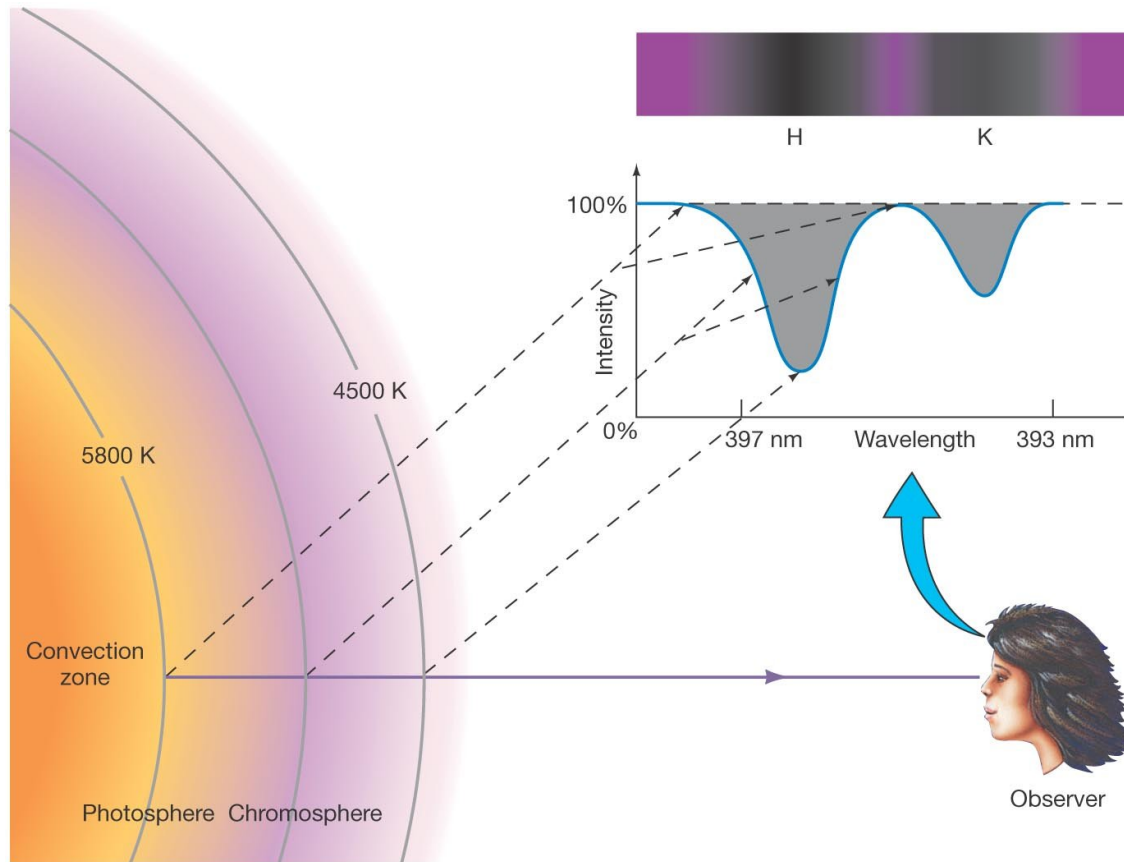 H
K
100%
Intensity
0%
397 nm
Wavelength
393 nm
4500 K
5800 K
Convection
zone
Photosphere
Chromosphere
Observer